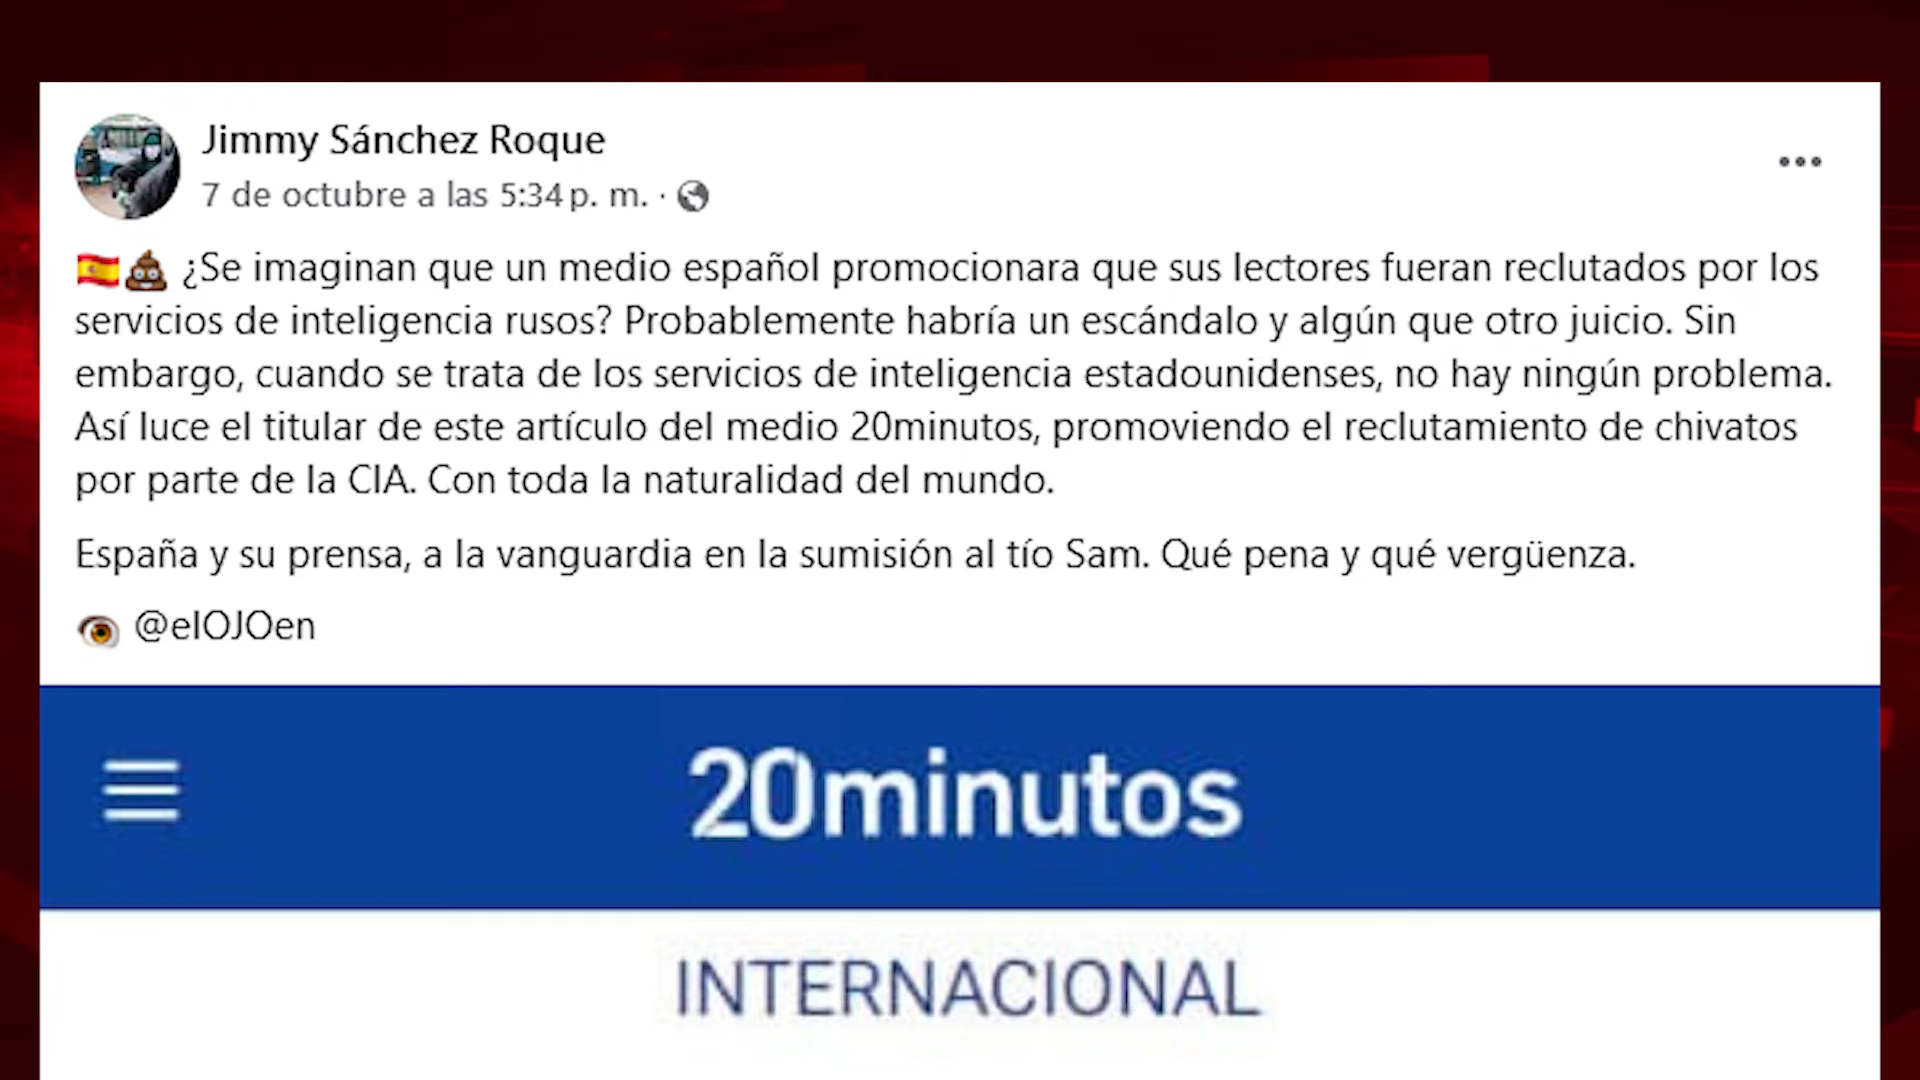 Jimmy Sánchez Roque
7 de octubre a las 5:34 p. m. ·
¿Se imaginan que un medio español promocionara que sus lectores fueran reclutados por los
servicios de inteligencia rusos? Probablemente habría un escándalo y algún que otro juicio. Sin
embargo, cuando se trata de los servicios de inteligencia estadounidenses, no hay ningún problema.
Así luce el titular de este artículo del medio 20minutos, promoviendo el reclutamiento de chivatos
por parte de la CIA. Con toda la naturalidad del mundo.
España y su prensa, a la vanguardia en la sumisión al tío Sam. Qué pena y qué vergüenza.
@elOJOen
20minutos
INTERNACIONAL